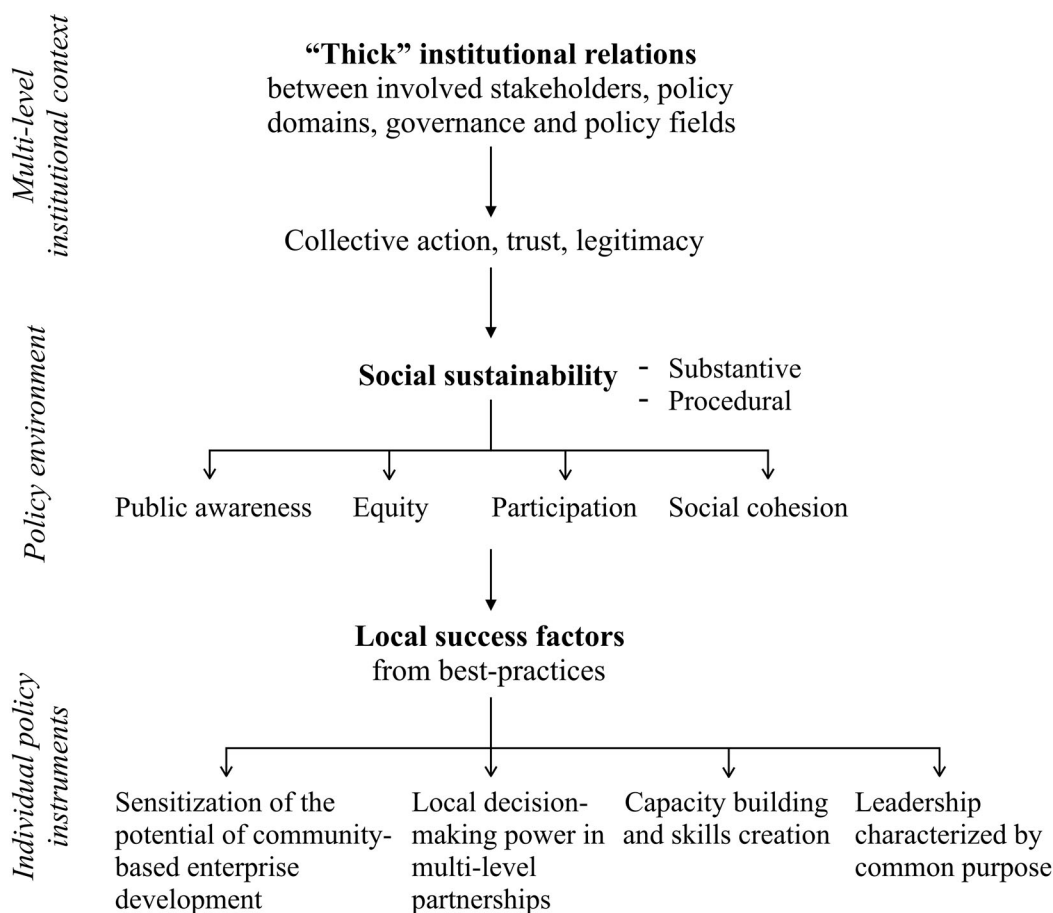 Multi-level
institutional context
“Thick” institutional relations
between involved stakeholders, policy
domains, governance and policy fields
Collective action, trust, legitimacy
Policy environment
Social sustainability
- Substantive
- Procedural
Public awareness
Equity
Participation
Social cohesion
Individual policy
instruments
Local success factors
from best-practices
Sensitization of the
potential of community-
based enterprise
development
Local decision-
making power in
multi-level
partnerships
Capacity building
and skills creation
Leadership
characterized by
common purpose